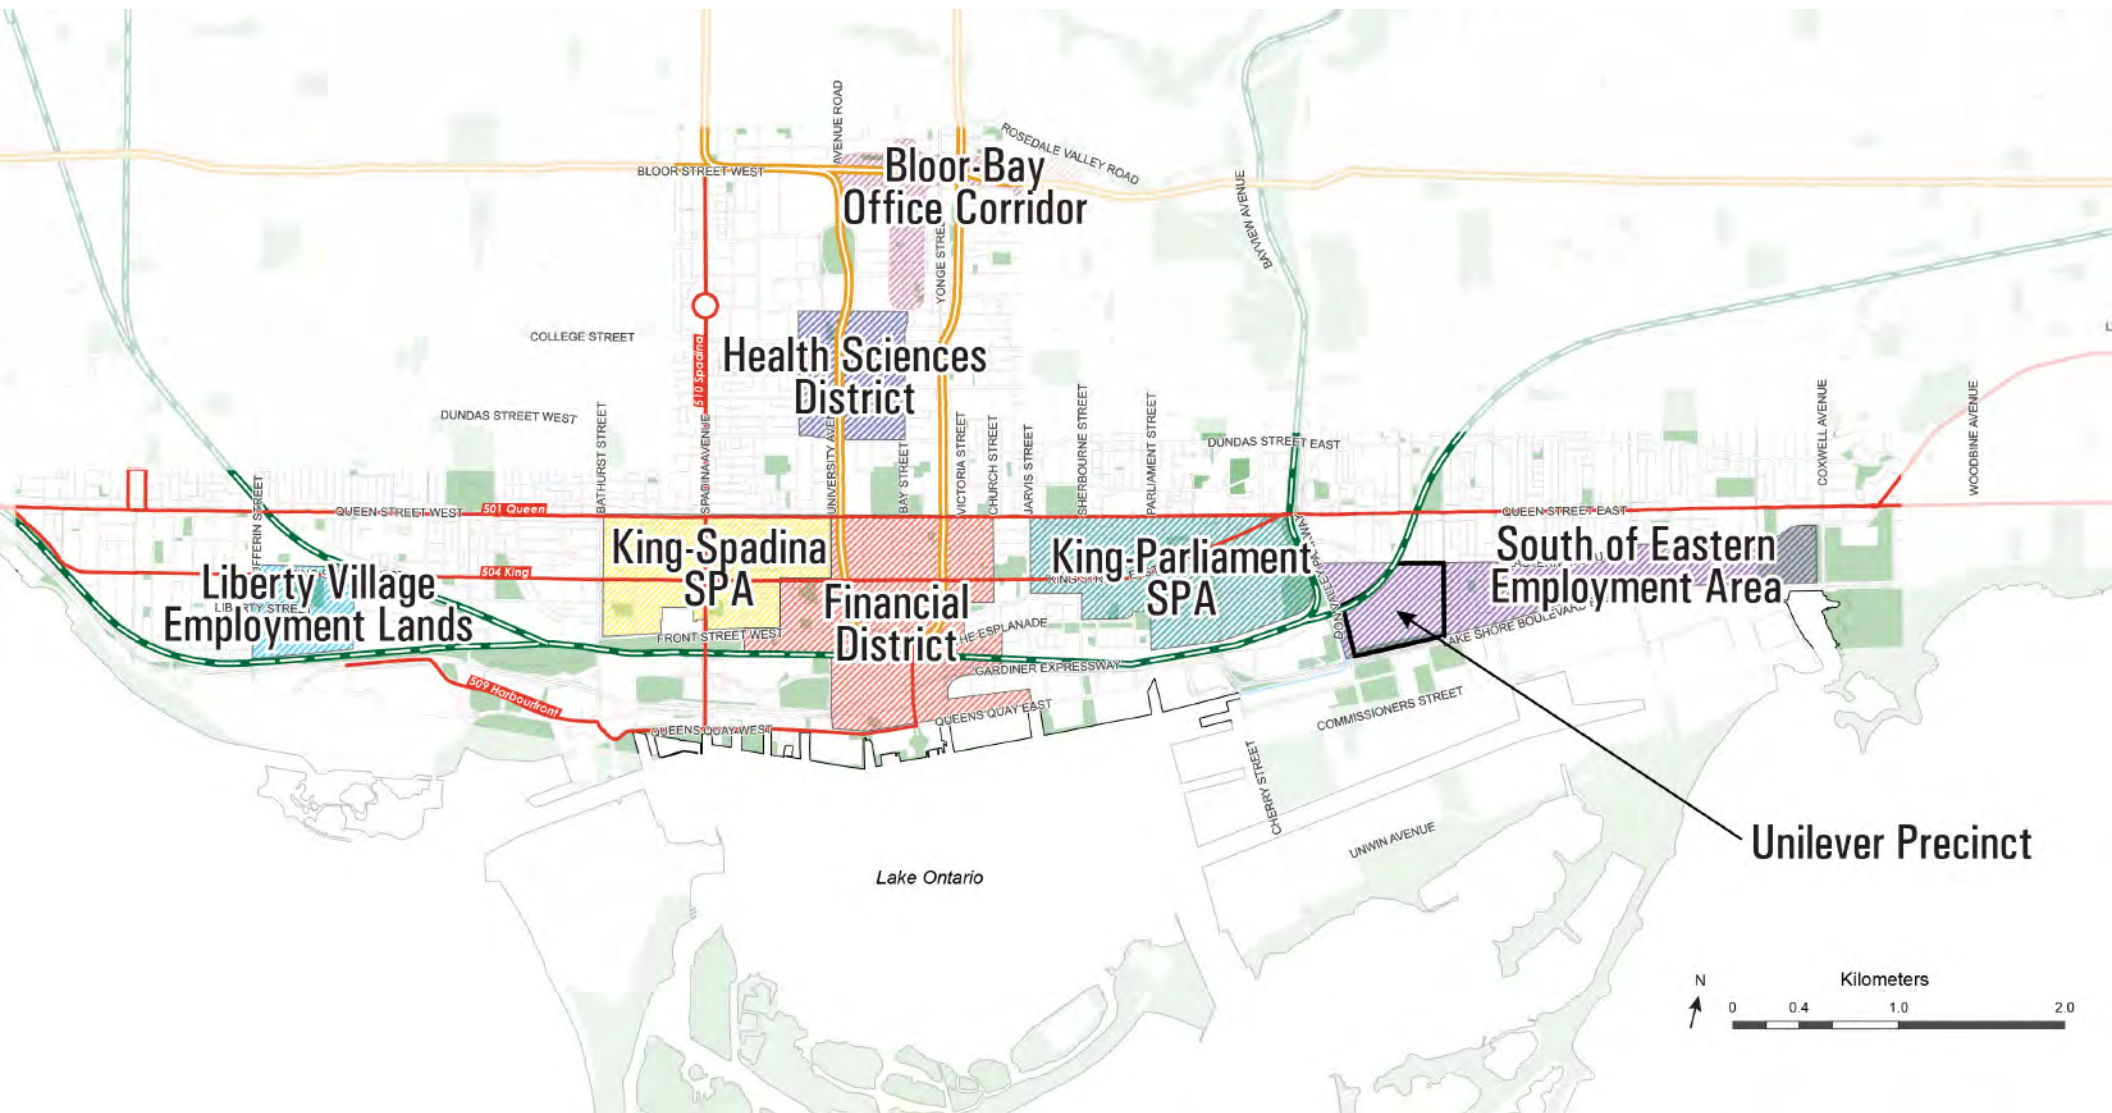 AVENUE ROAD
ROSEDALE VALLEY ROAD
Bloor-Bay
Office Corridor
BLOOR STREET WEST
BAYVIEW AVENUE
COLLEGE STREET
510 Spadina
Health Sciences
District
DUNDAS STREET WEST
BATHURST STREET
SPADINA AVENUE
BAY STREET
VICTORIA STREET
CHURCH STREET
JARVIS STREET
SHERBOURNE STREET
PARLIAMENT STREET
DUNDAS STREET EAST
COXWELL AVENUE
WOODBINE AVENUE
QUEEN STREET WEST
501 Queen
QUEEN STREET EAST
King-Spadina
SPA
King-Parliament
SPA
South of Eastern
Employment Area
504 King
Liberty Village
Employment Lands
Financial
District
FRONT STREET WEST
GARDINER EXPRESSWAY
509 Harbourfront
QUEENS QUAY WEST
QUEENS QUAY EAST
COMMISSIONERS STREET
CHERRY STREET
UNWIN AVENUE
Unilever Precinct
Lake Ontario
N
Kilometers
0 0.4 1.0 2.0